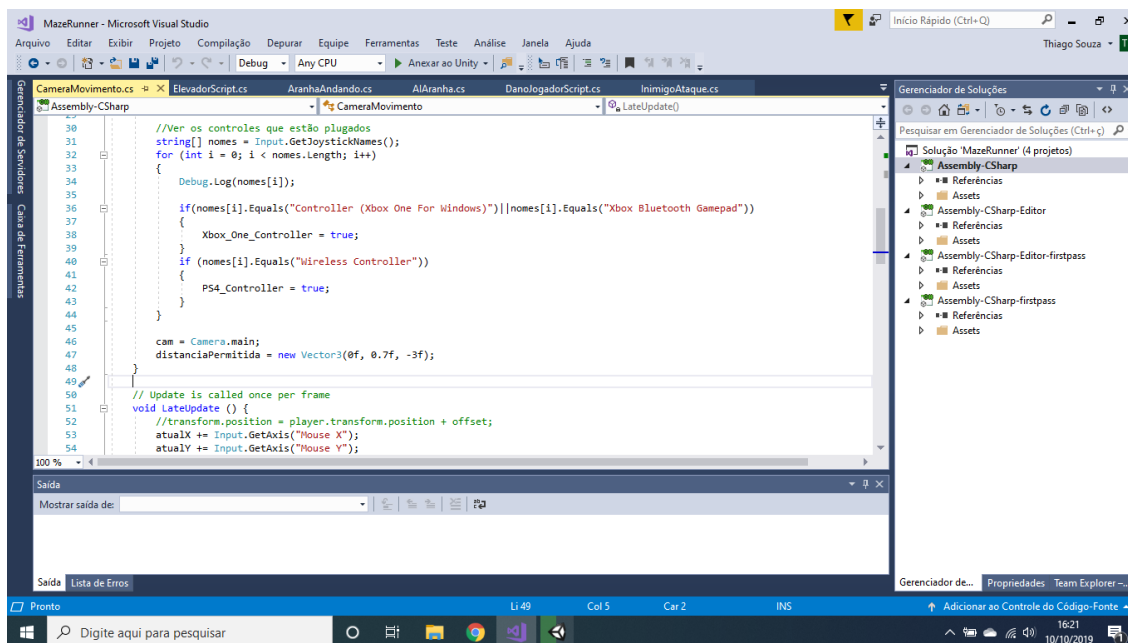 MazeRunner - Microsoft Visual Studio
Início Rápido (Ctrl+Q)
Arquivo Editar Exibir Projeto Compilação Depurar Equipe Ferramentas Teste Análise Janela Ajuda
Thiago Souza
Debug Any CPU Anexar ao Unity
Gerenciador de Servidores
Caixa de Ferramentas
CameraMovimento.cs ElevadorScript.cs AranhaAndando.cs AIAranha.cs DanoJogadorScript.cs InimigoAtaque.cs
Assembly-CSharp CameraMovimento LateUpdate()
30 //Ver os controles que estão plugados
31 string[] nomes = Input.GetJoystickNames();
32 for (int i = 0; i < nomes.Length; i++)
33 {
34 Debug.Log(nomes[i]);
35
36 if(nomes[i].Equals("Controller (Xbox One For Windows)")||nomes[i].Equals("Xbox Bluetooth Gamepad"))
37 {
38 Xbox_One_Controller = true;
39 }
40 if (nomes[i].Equals("Wireless Controller"))
41 {
42 PS4_Controller = true;
43 }
44 }
45
46 cam = Camera.main;
47 distanciaPermitida = new Vector3(0f, 0.7f, -3f);
48 }
49
50 // Update is called once per frame
51 void LateUpdate () {
52 //transform.position = player.transform.position + offset;
53 atualX += Input.GetAxis("Mouse X");
54 atualY += Input.GetAxis("Mouse Y");
100 %
Saída
Mostrar saída de:
Saída Lista de Erros
Gerenciador de Soluções
Pesquisar em Gerenciador de Soluções (Ctrl+ç)
Solução 'MazeRunner' (4 projetos)
Assembly-CSharp
Referências
Assets
Assembly-CSharp-Editor
Referências
Assets
Assembly-CSharp-Editor-firstpass
Referências
Assets
Assembly-CSharp-firstpass
Referências
Assets
Gerenciador de... Propriedades Team Explorer –...
Pronto Li 49 Col 5 Car 2 INS Adicionar ao Controle do Código-Fonte
Digite aqui para pesquisar
16:21
10/10/2019